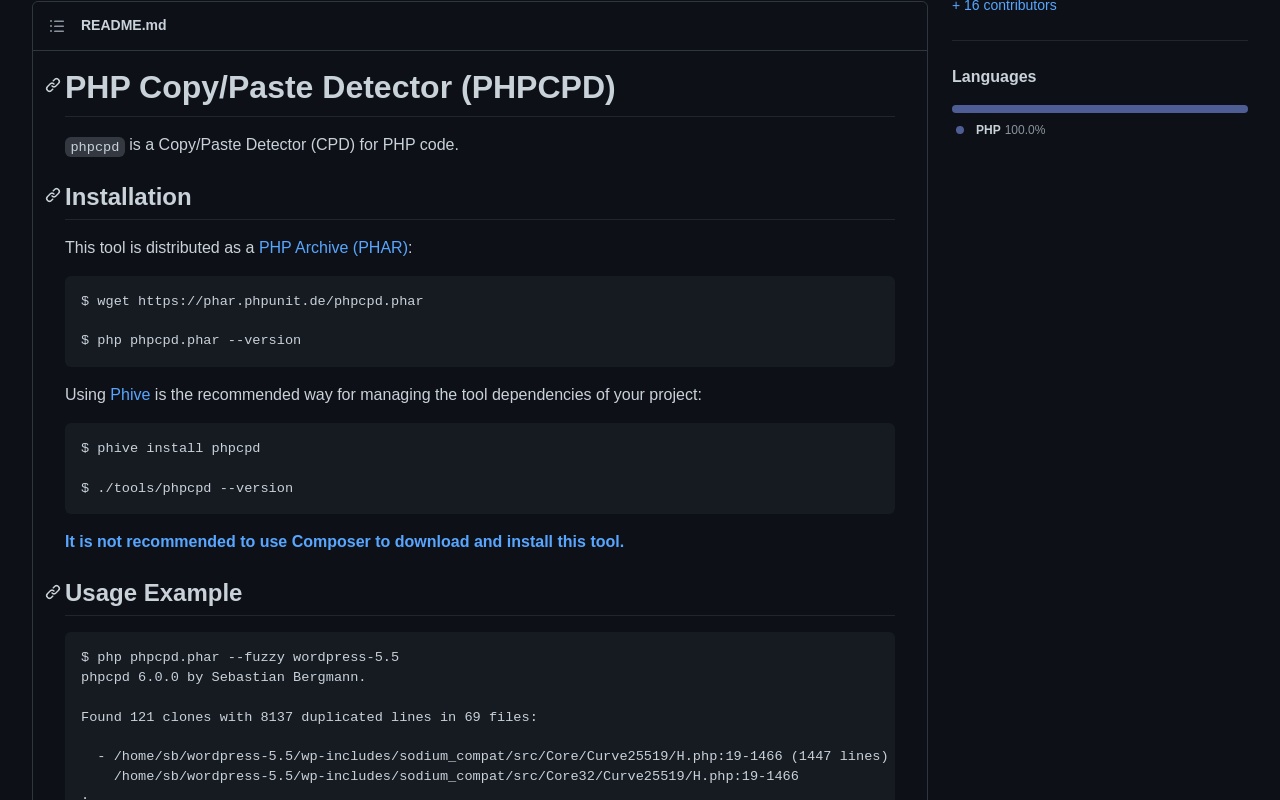 README.md
PHP Copy/Paste Detector (PHPCPD)
phpcpd is a Copy/Paste Detector (CPD) for PHP code.
Installation
This tool is distributed as a PHP Archive (PHAR):
$ wget https://phar.phpunit.de/phpcpd.phar
$ php phpcpd.phar --version
Using Phive is the recommended way for managing the tool dependencies of your project:
$ phive install phpcpd
$ ./tools/phpcpd --version
It is not recommended to use Composer to download and install this tool.
Usage Example
$ php phpcpd.phar --fuzzy wordpress-5.5
phpcpd 6.0.0 by Sebastian Bergmann.
Found 121 clones with 8137 duplicated lines in 69 files:
- /home/sb/wordpress-5.5/wp-includes/sodium_compat/src/Core/Curve25519/H.php:19-1466 (1447 lines)
/home/sb/wordpress-5.5/wp-includes/sodium_compat/src/Core32/Curve25519/H.php:19-1466
+ 16 contributors
Languages
PHP 100.0%